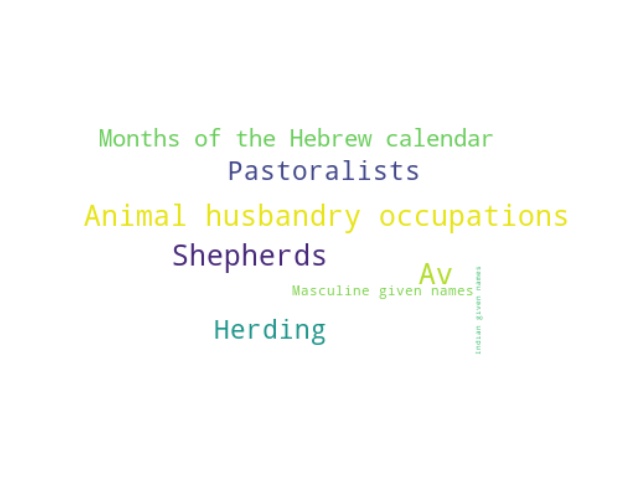 Months of the Hebrew calendar
Pastoralists
Animal husbandry occupations
Shepherds
Av
Masculine given names
indian given names
Herding